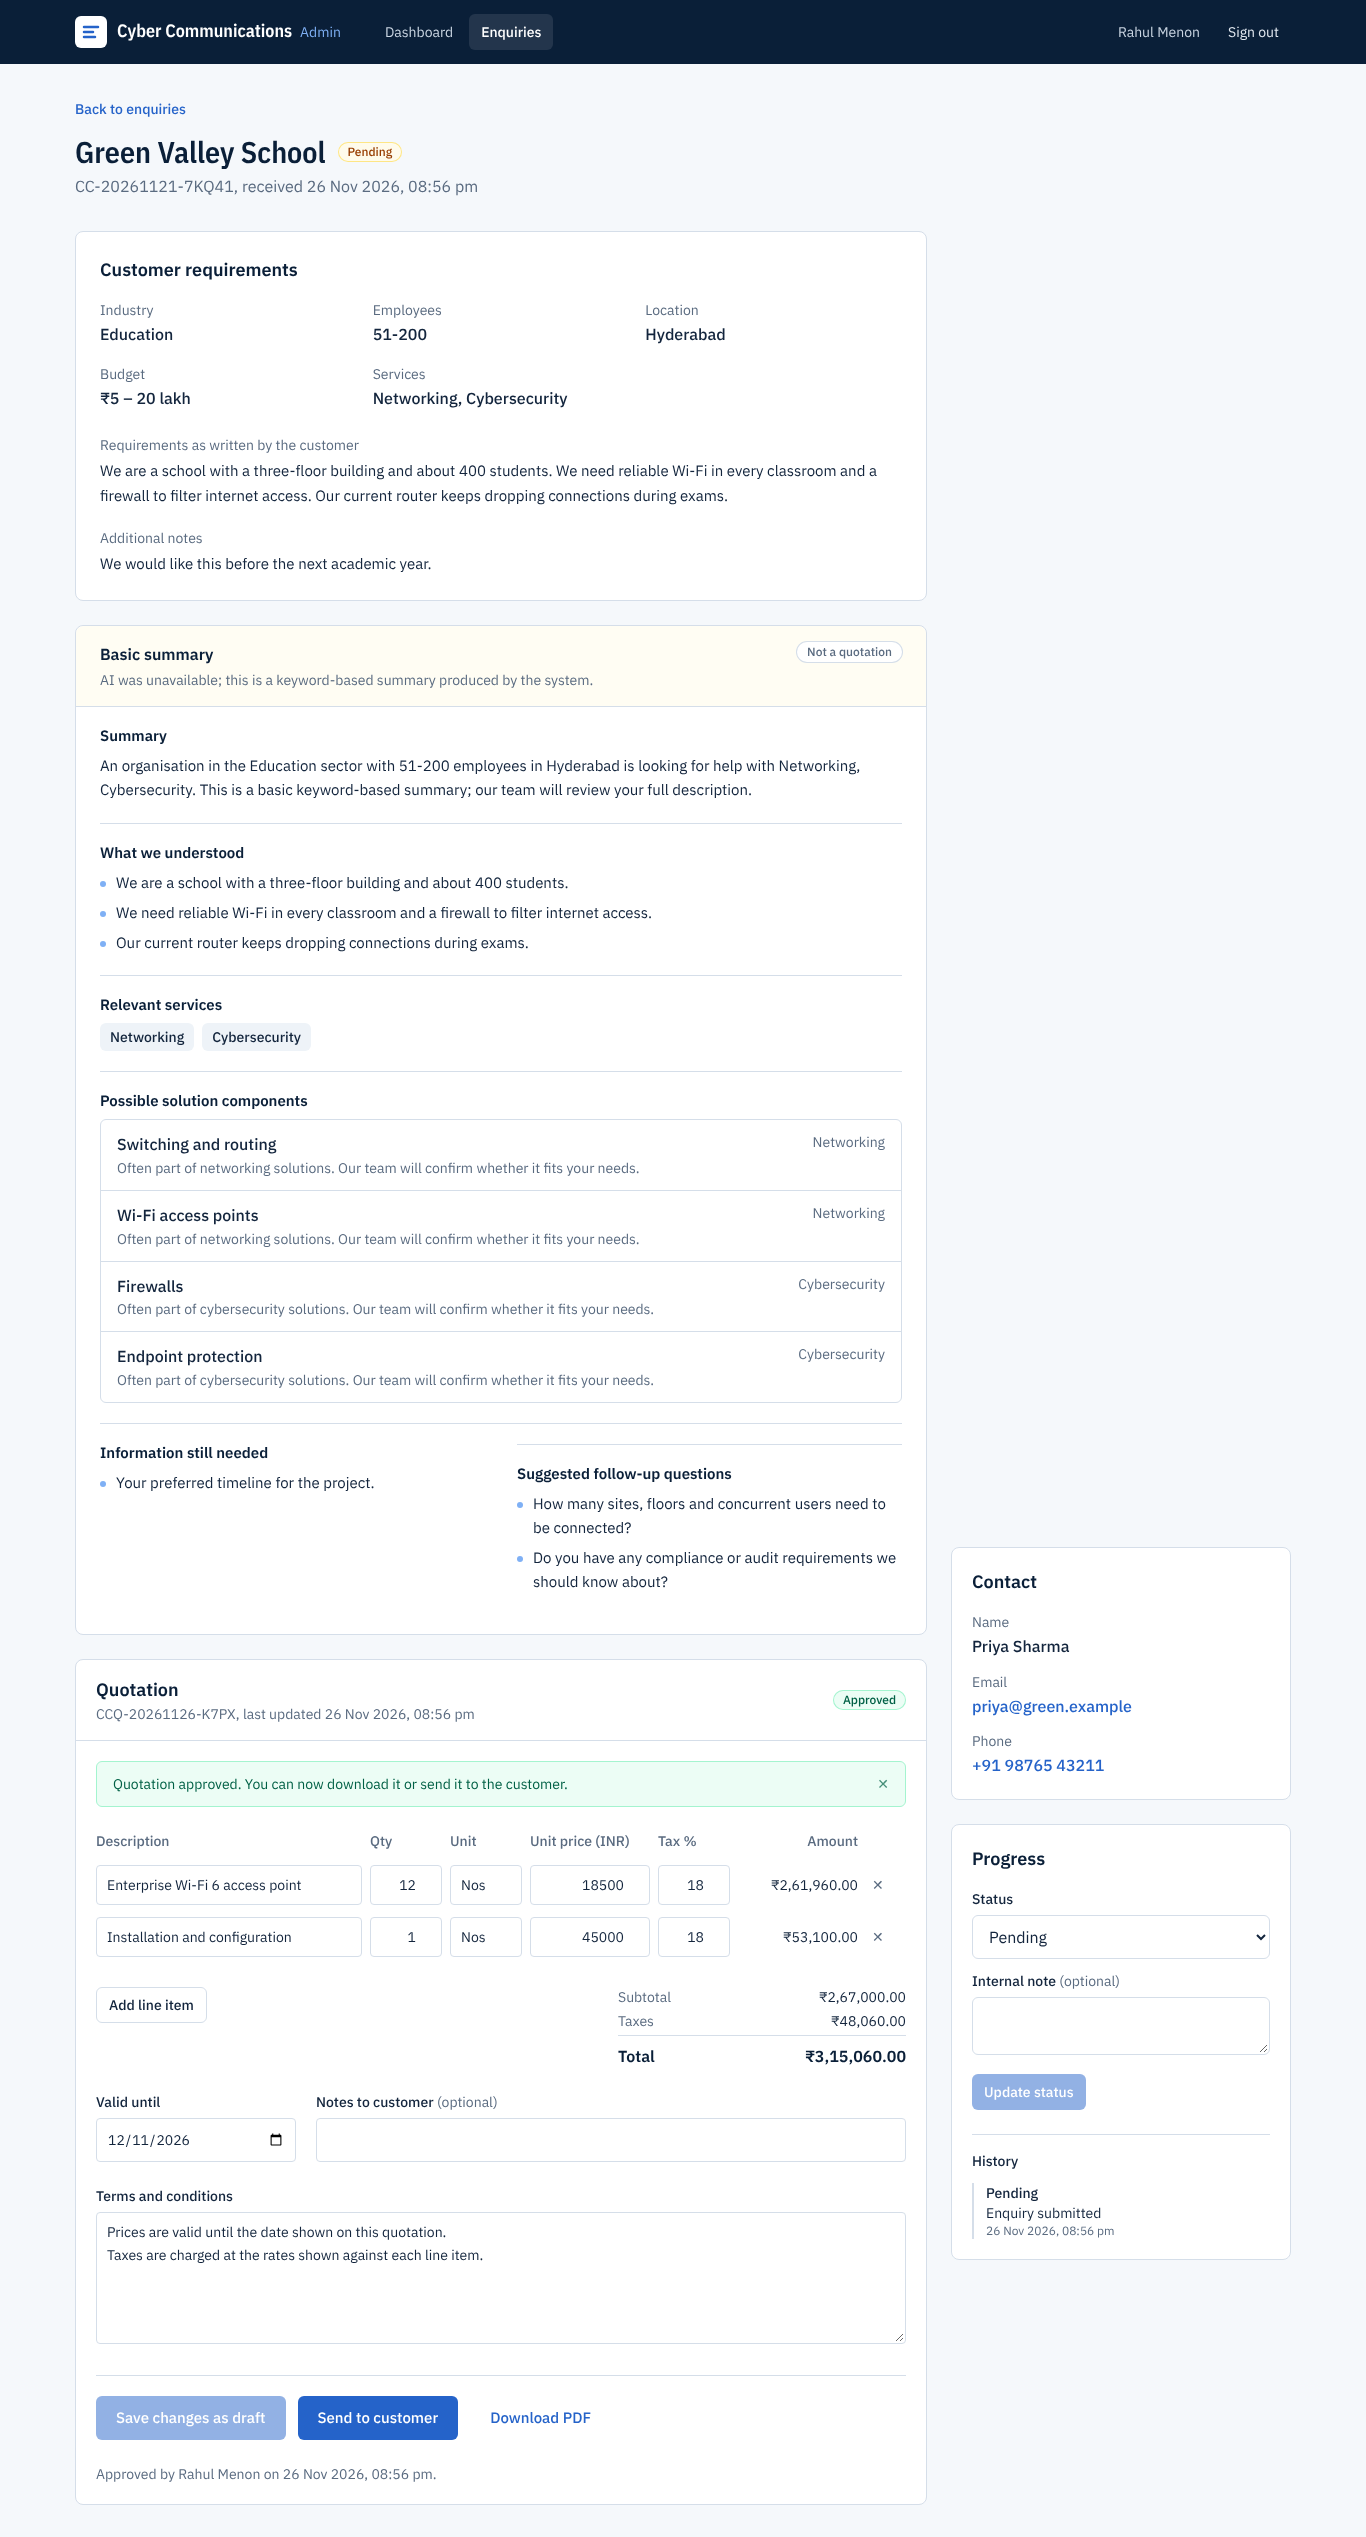 Cyber Communications Admin
Dashboard
Enquiries
Rahul Menon
Sign out
Back to enquiries
Green Valley School
Pending
CC-20261121-7KQ41, received 26 Nov 2026, 08:56 pm
Customer requirements
Industry
Employees
Location
Education
51-200
Hyderabad
Budget
Services
₹5 – 20 lakh
Networking, Cybersecurity
Requirements as written by the customer
We are a school with a three-floor building and about 400 students. We need reliable Wi-Fi in every classroom and a
firewall to filter internet access. Our current router keeps dropping connections during exams.
Additional notes
We would like this before the next academic year.
Basic summary
Not a quotation
AI was unavailable; this is a keyword-based summary produced by the system.
Summary
An organisation in the Education sector with 51-200 employees in Hyderabad is looking for help with Networking,
Cybersecurity. This is a basic keyword-based summary; our team will review your full description.
What we understood
We are a school with a three-floor building and about 400 students.
We need reliable Wi-Fi in every classroom and a firewall to filter internet access.
Our current router keeps dropping connections during exams.
Relevant services
Networking
Cybersecurity
Possible solution components
Switching and routing
Networking
Often part of networking solutions. Our team will confirm whether it fits your needs.
Wi-Fi access points
Networking
Often part of networking solutions. Our team will confirm whether it fits your needs.
Firewalls
Cybersecurity
Often part of cybersecurity solutions. Our team will confirm whether it fits your needs.
Endpoint protection
Cybersecurity
Often part of cybersecurity solutions. Our team will confirm whether it fits your needs.
Information still needed
Your preferred timeline for the project.
Suggested follow-up questions
How many sites, floors and concurrent users need to
be connected?
Do you have any compliance or audit requirements we
should know about?
Quotation
CCQ-20261126-K7PX, last updated 26 Nov 2026, 08:56 pm
Approved
Quotation approved. You can now download it or send it to the customer.
✕
Description
Qty
Unit
Unit price (INR)
Tax %
Amount
Enterprise Wi-Fi 6 access point
12
Nos
18500
18
₹2,61,960.00
✕
Installation and configuration
1
Nos
45000
18
₹53,100.00
✕
Add line item
Subtotal
₹2,67,000.00
Taxes
₹48,060.00
Total
₹3,15,060.00
Valid until
Notes to customer (optional)
12/11/2026
Terms and conditions
Prices are valid until the date shown on this quotation.
Taxes are charged at the rates shown against each line item.
Save changes as draft
Send to customer
Download PDF
Approved by Rahul Menon on 26 Nov 2026, 08:56 pm.
Contact
Name
Priya Sharma
Email
priya@green.example
Phone
+91 98765 43211
Progress
Status
Pending
Internal note (optional)
Update status
History
Pending
Enquiry submitted
26 Nov 2026, 08:56 pm